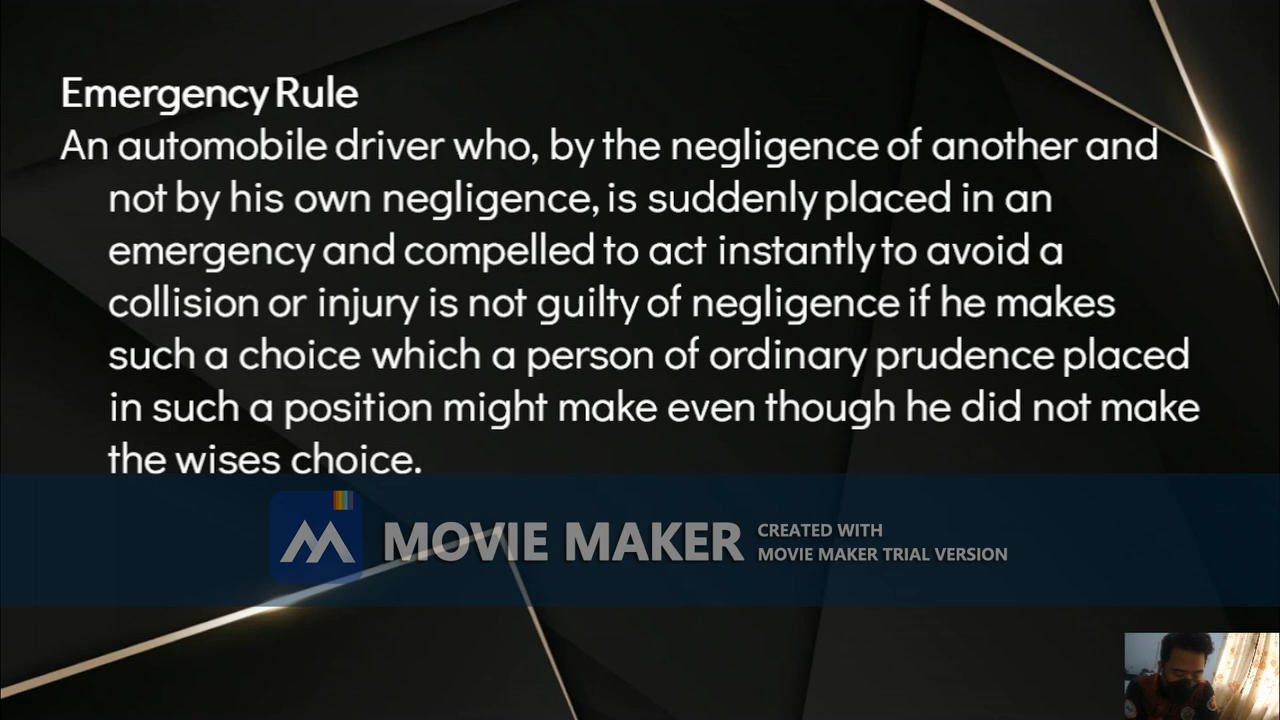 Emergency Rule
An automobile driver who, by the negligence of another and
not by his own negligence, is suddenly placed in an
emergency and compelled to act instantly to avoid a
collision or injury is not guilty of negligence if he makes
such a choice which a person of ordinary prudence placed
in such a position might make even though he did not make
the wises choice.
MOVIE MAKER
CREATED WITH
MOVIE MAKER TRIAL VERSION